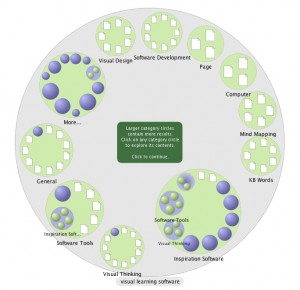 Visual Design
Software Development
Page
Computer
Mind Mapping
KB Words
More...
Larger category circles
contain more results.
Click on any category circle
to explore its contents.
Click to continue.
General
Inspiration Soft...
Software Tools
Software Tools
Visual Thinking
Inspiration Software
Visual Thinking
visual learning software